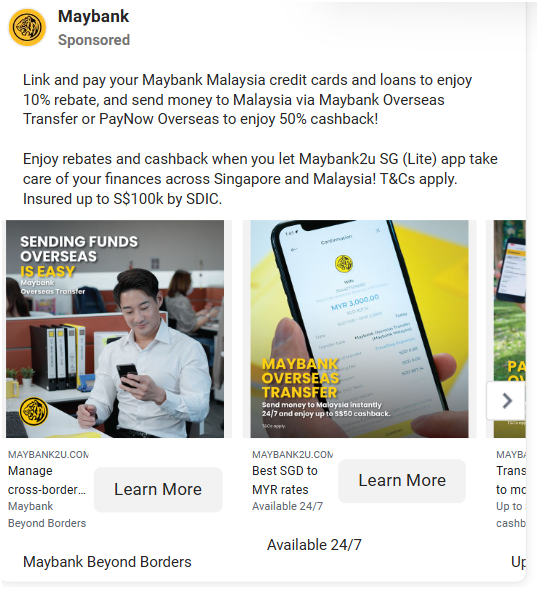 Maybank
Sponsored
Link and pay your Maybank Malaysia credit cards and loans to enjoy
10% rebate, and send money to Malaysia via Maybank Overseas
Transfer or PayNow Overseas to enjoy 50% cashback!
Enjoy rebates and cashback when you let Maybank2u SG (Lite) app take
care of your finances across Singapore and Malaysia! T&Cs apply.
Insured up to S$100k by SDIC.
SENDING FUNDS
OVERSEAS
IS EASY
Maybank
Overseas Transfer
Confirmation
MYR 3,000.00
Today
Maybank Overseas Transfer
MAYBANK
OVERSEAS
TRANSFER
Send money to Malaysia instantly
24/7 and enjoy up to S$50 cashback.
T&Cs apply.
PA
MAYBANK2U.COM
Manage
cross-border...
Maybank
Beyond Borders
Learn More
Maybank Beyond Borders
MAYBANK2U.COM
Best SGD to
MYR rates
Available 24/7
Learn More
Available 24/7
MAYBA
Trans
to mo
Up to
cashb
Up